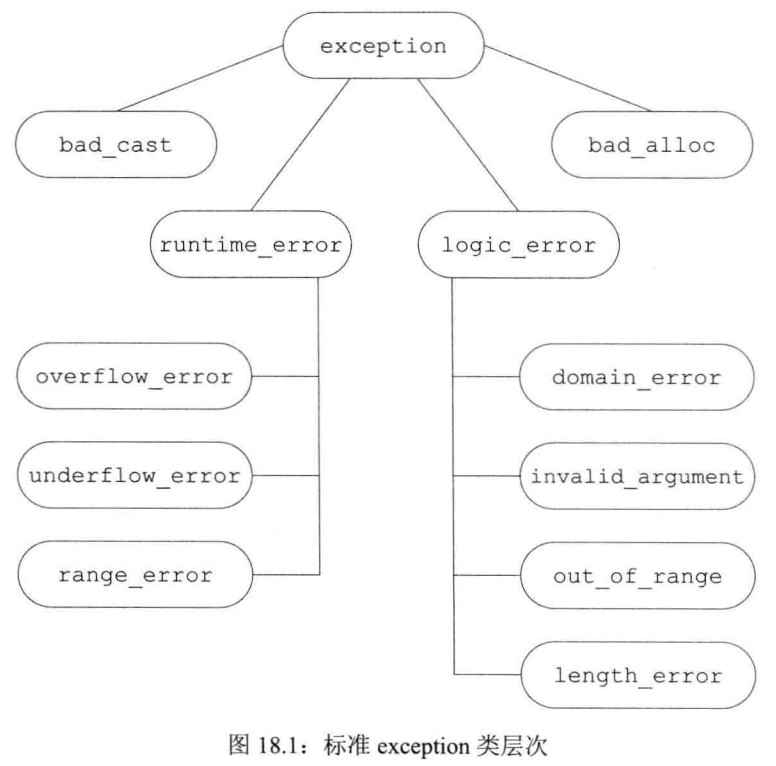 exception
bad_cast
bad_alloc
runtime_error
logic_error
overflow_error
domain_error
underflow_error
invalid_argument
range_error
out_of_range
length_error
图 18.1：标准 exception 类层次